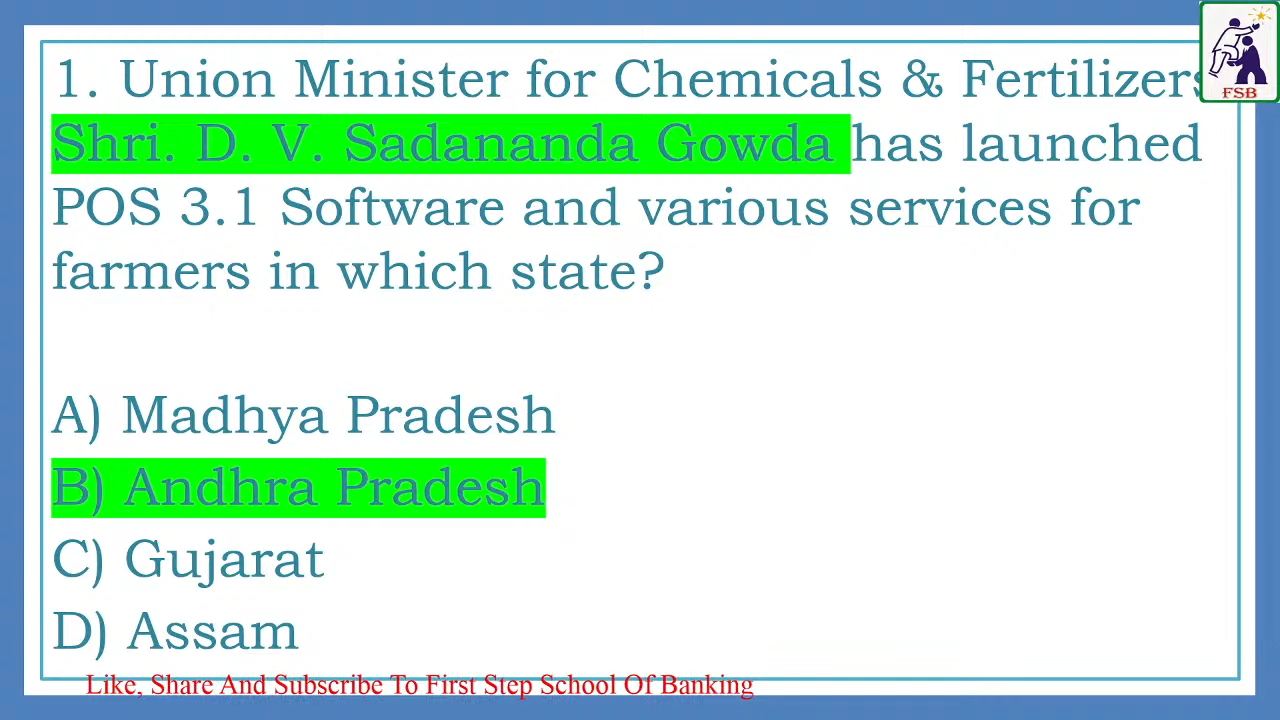 1. Union Minister for Chemicals & Fertilizers
Shri. D. V. Sadananda Gowda has launched
POS 3.1 Software and various services for
farmers in which state?
A) Madhya Pradesh
B) Andhra Pradesh
C) Gujarat
D) Assam
Like, Share And Subscribe To First Step School Of Banking
FSB